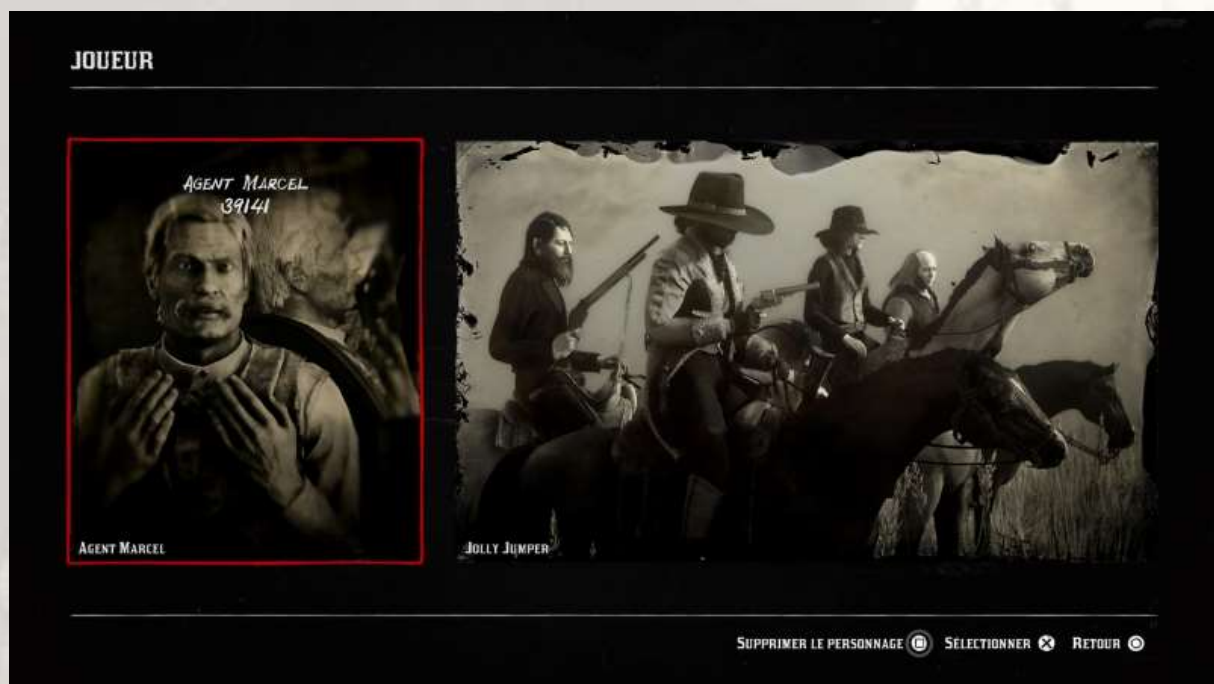 JOUEUR
AGENT MARCEL
39141
AGENT MARCEL
JOLLY JUMPER
SUPPRIMER LE PERSONNAGE
SÉLECTIONNER
RETOUR